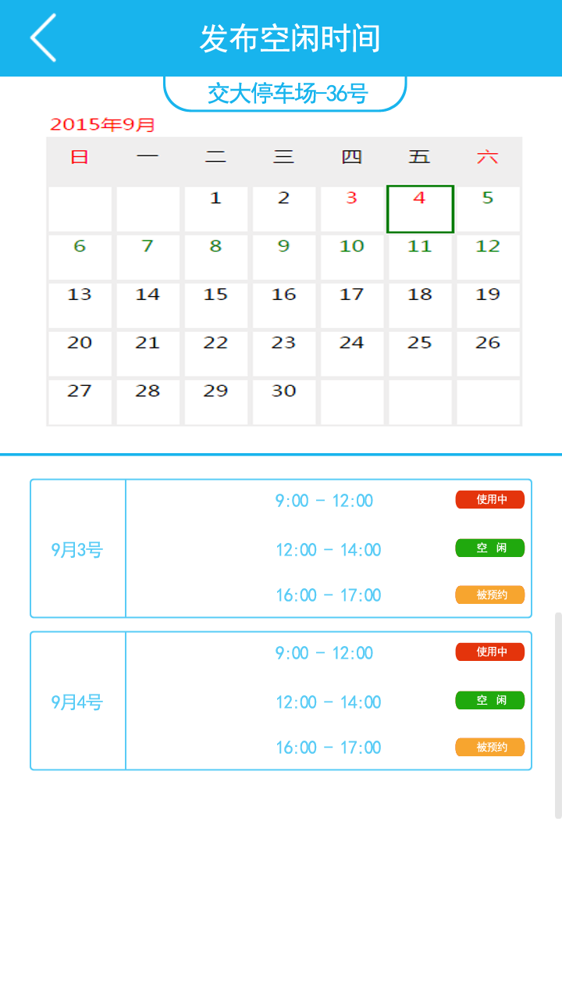 发布空闲时间
交大停车场-36号
2015年9月
日 一 二 三 四 五 六
1 2 3 4 5
6 7 8 9 10 11 12
13 14 15 16 17 18 19
20 21 22 23 24 25 26
27 28 29 30
9:00 - 12:00 使用中
9月3号 12:00 - 14:00 空 闲
16:00 - 17:00 被预约
9:00 - 12:00 使用中
9月4号 12:00 - 14:00 空 闲
16:00 - 17:00 被预约